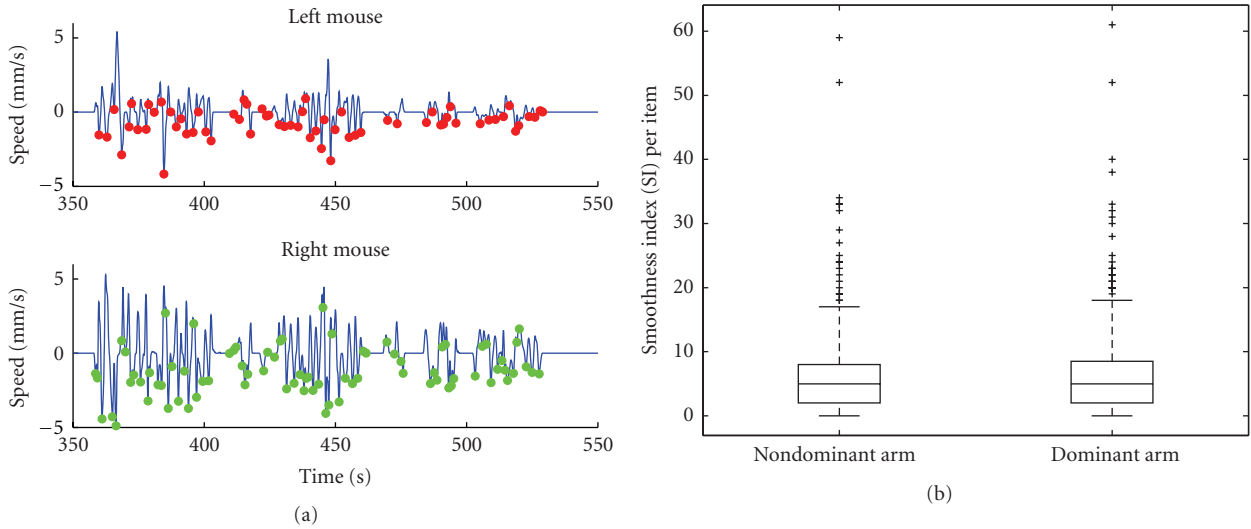 Left mouse
5
0
−5
Speed (mm/s)
350 400 450 500 550
Right mouse
5
0
−5
Speed (mm/s)
350 400 450 500 550
Time (s)
(a)
60
50
40
30
20
10
0
Smoothness index (SI) per item
Nondominant arm Dominant arm
(b)